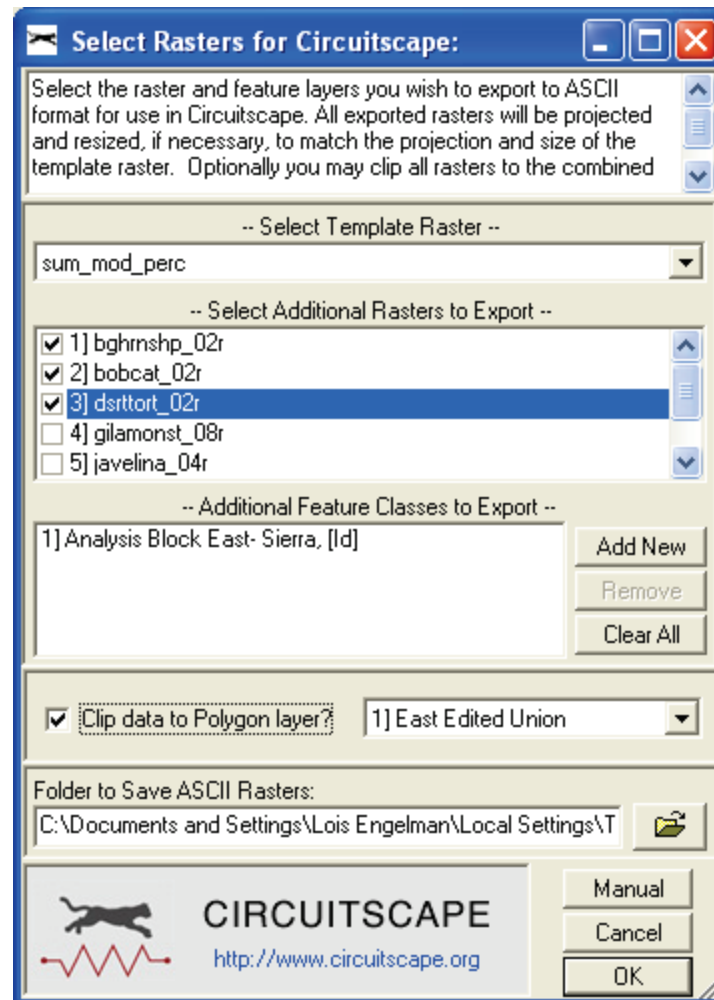 Select Rasters for Circuitscape:
Select the raster and feature layers you wish to export to ASCII
format for use in Circuitscape. All exported rasters will be projected
and resized, if necessary, to match the projection and size of the
template raster.  Optionally you may clip all rasters to the combined
-- Select Template Raster --
sum_mod_perc
-- Select Additional Rasters to Export --
1] bghrnshp_02r
2] bobcat_02r
3] dsrttort_02r
4] gilamonst_08r
5] javelina_04r
-- Additional Feature Classes to Export --
1] Analysis Block East- Sierra, [Id]
Add New
Remove
Clear All
Clip data to Polygon layer?
1] East Edited Union
Folder to Save ASCII Rasters:
C:\Documents and Settings\Lois Engelman\Local Settings\T
CIRCUITSCAPE
http://www.circuitscape.org
Manual
Cancel
OK